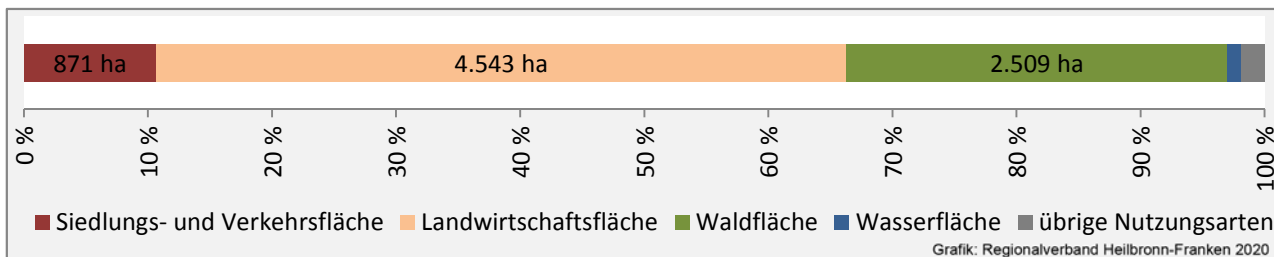 871 ha 4.543 ha 2.509 ha
0 % 10 % 20 % 30 % 40 % 50 % 60 % 70 % 80 % 90 % 100 %
Siedlungs- und Verkehrsfläche Landwirtschaftsfläche Waldfläche Wasserfläche übrige Nutzungsarten
Grafik: Regionalverband Heilbronn-Franken 2020